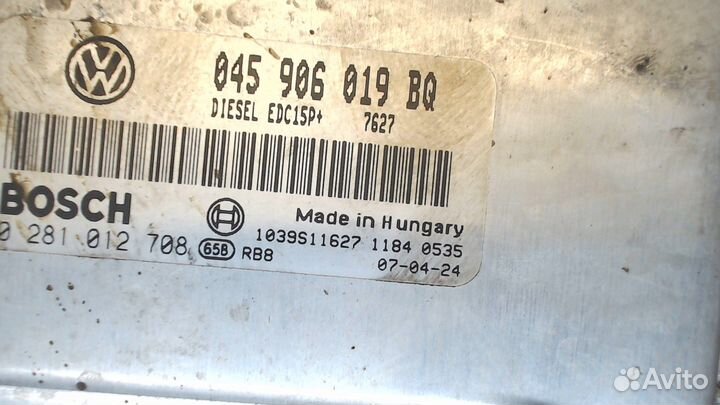 045 906 019 BQ
DIESEL EDC15P+ 7627
BOSCH
0 281 012 708 65B RB8
Made in Hungary
1039S11627 1184 0535
07-04-24
Avito